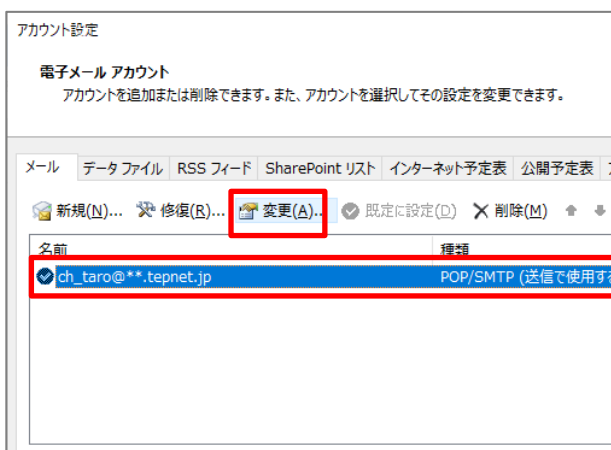 アカウント設定
電子メール アカウント
アカウントを追加または削除できます。また、アカウントを選択してその設定を変更できます。
メール データ ファイル RSS フィード SharePoint リスト インターネット予定表 公開予定表
新規(N)... 修復(R)... 変更(A)... 既定に設定(D) 削除(M)
名前 種類
ch_taro@**.tepnet.jp POP/SMTP (送信で使用する